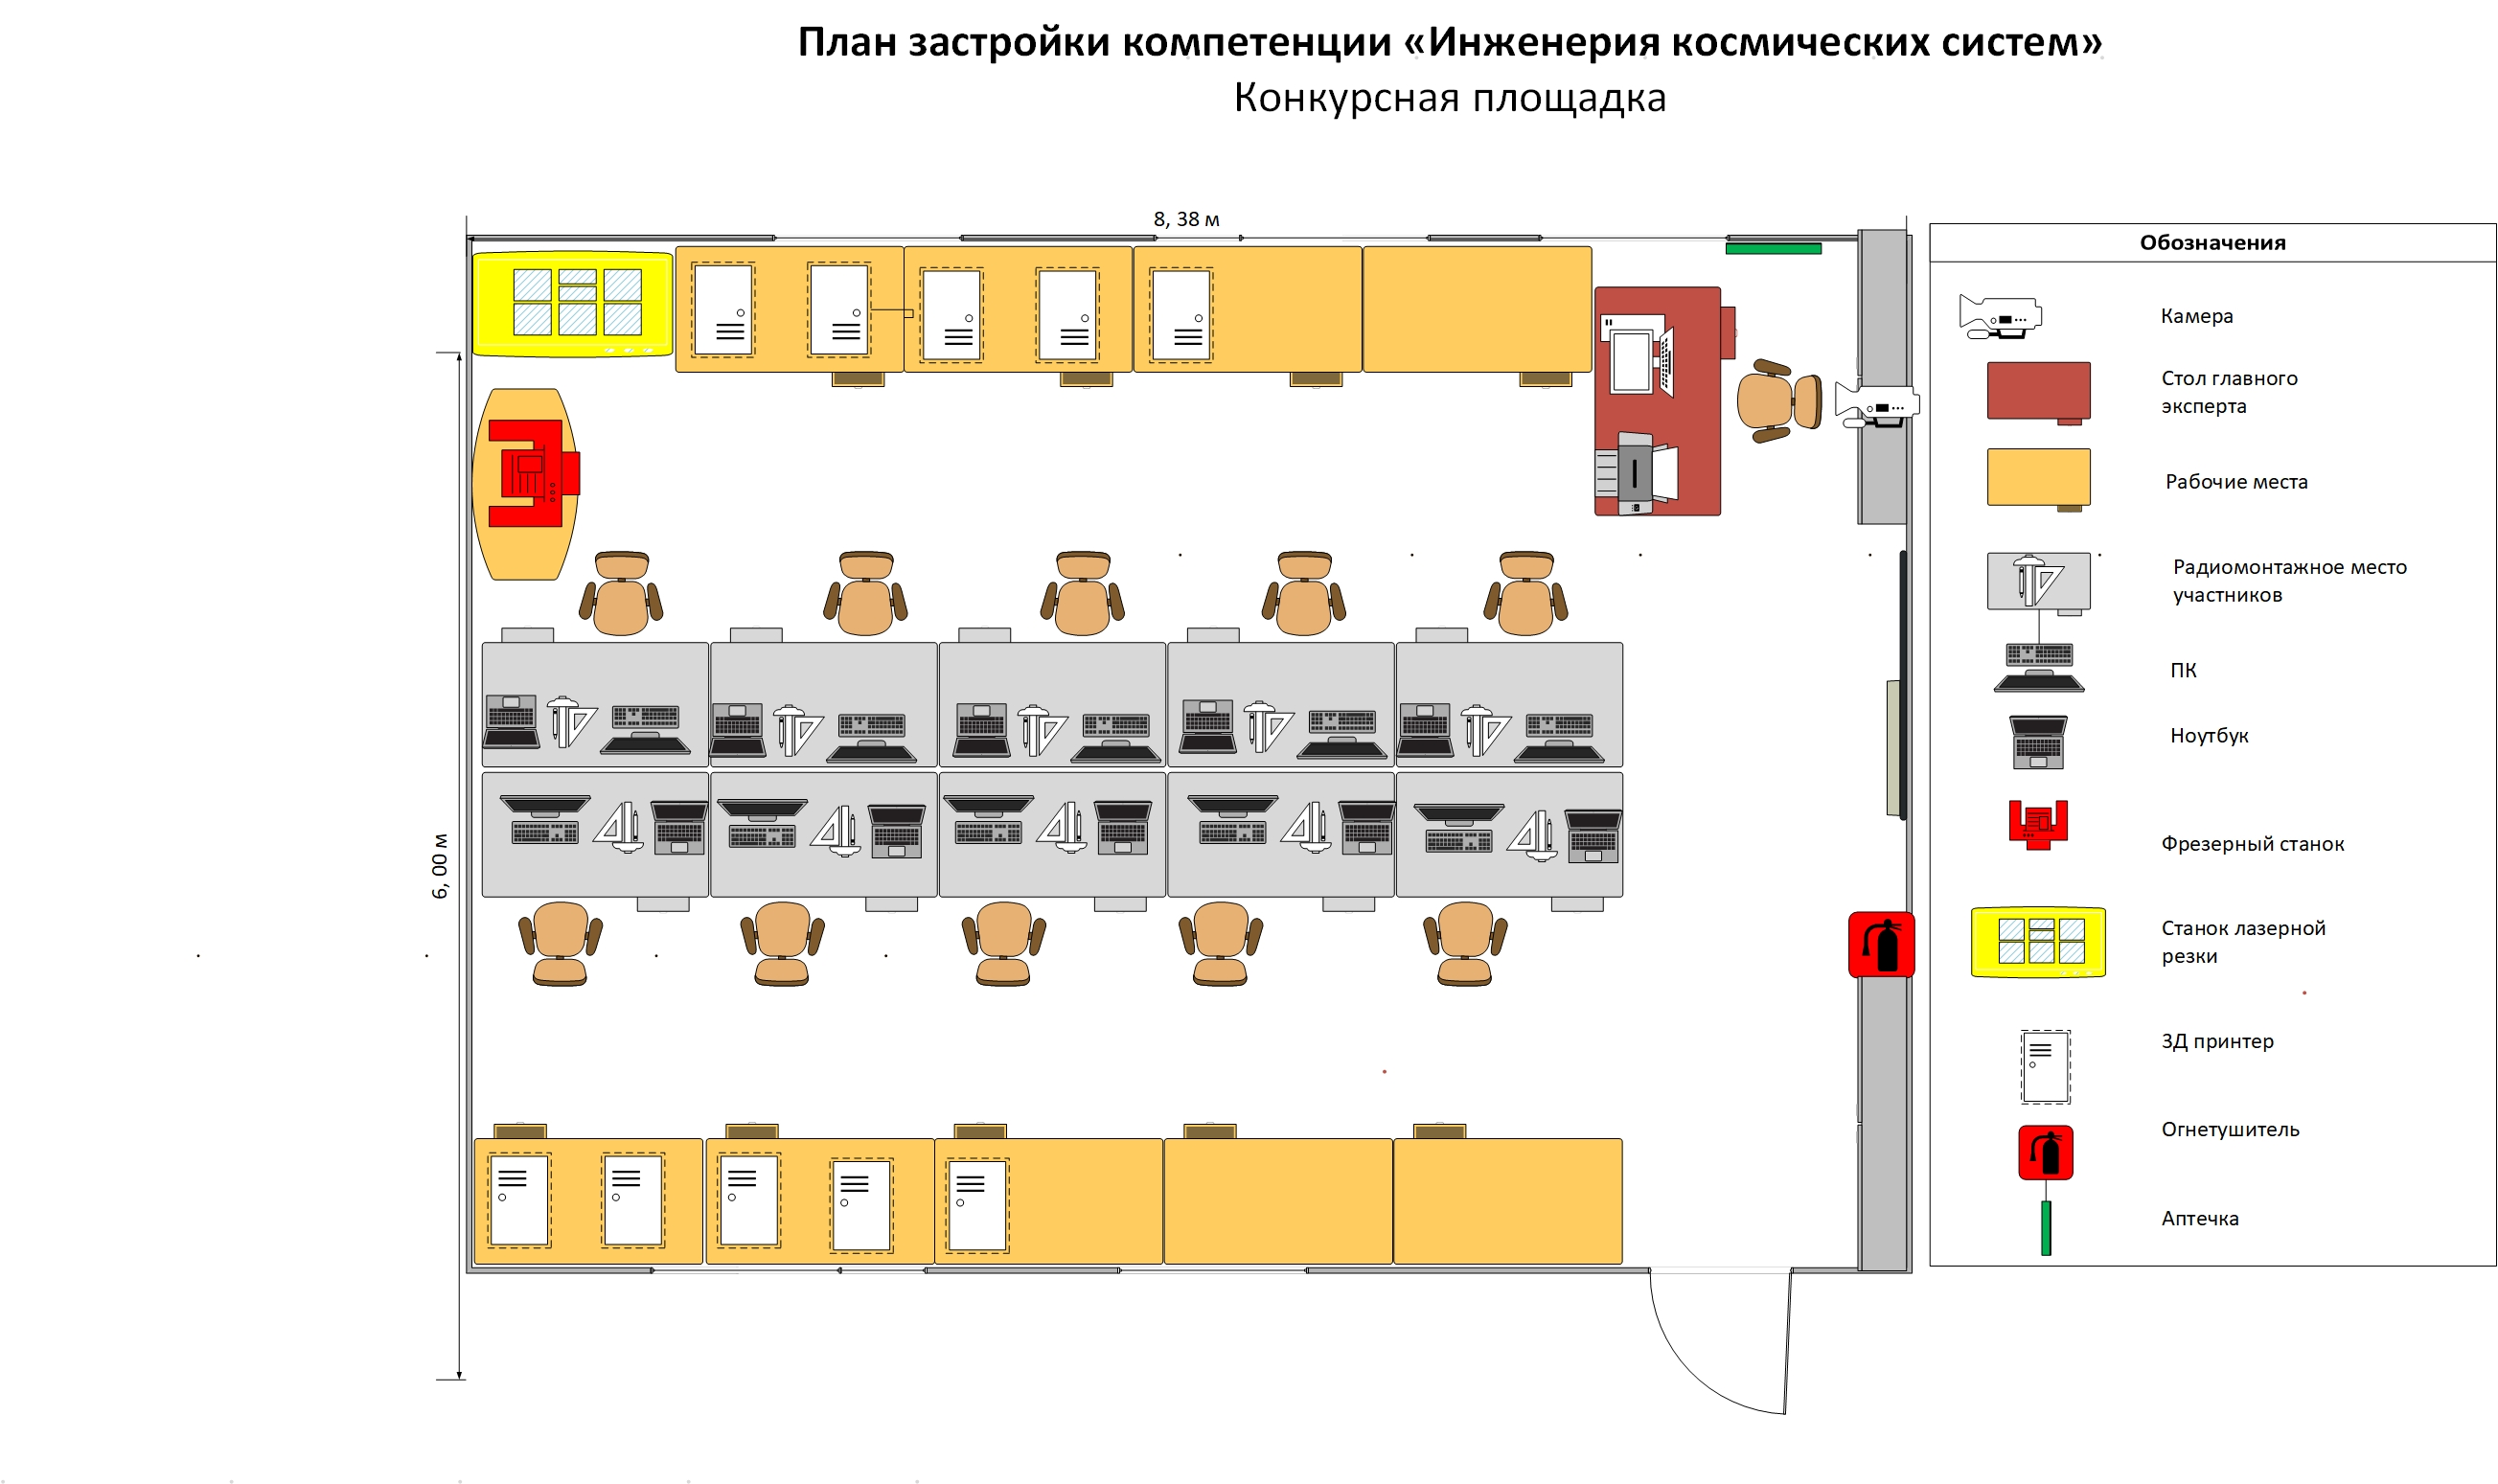 План застройки компетенции «Инженерия космических систем»
Конкурсная площадка
8, 38 м
6, 00 м
Обозначения
Камера
Стол главного
эксперта
Рабочие места
Радиомонтажное место
участников
ПК
Ноутбук
Фрезерный станок
Станок лазерной
резки
3Д принтер
Огнетушитель
Аптечка